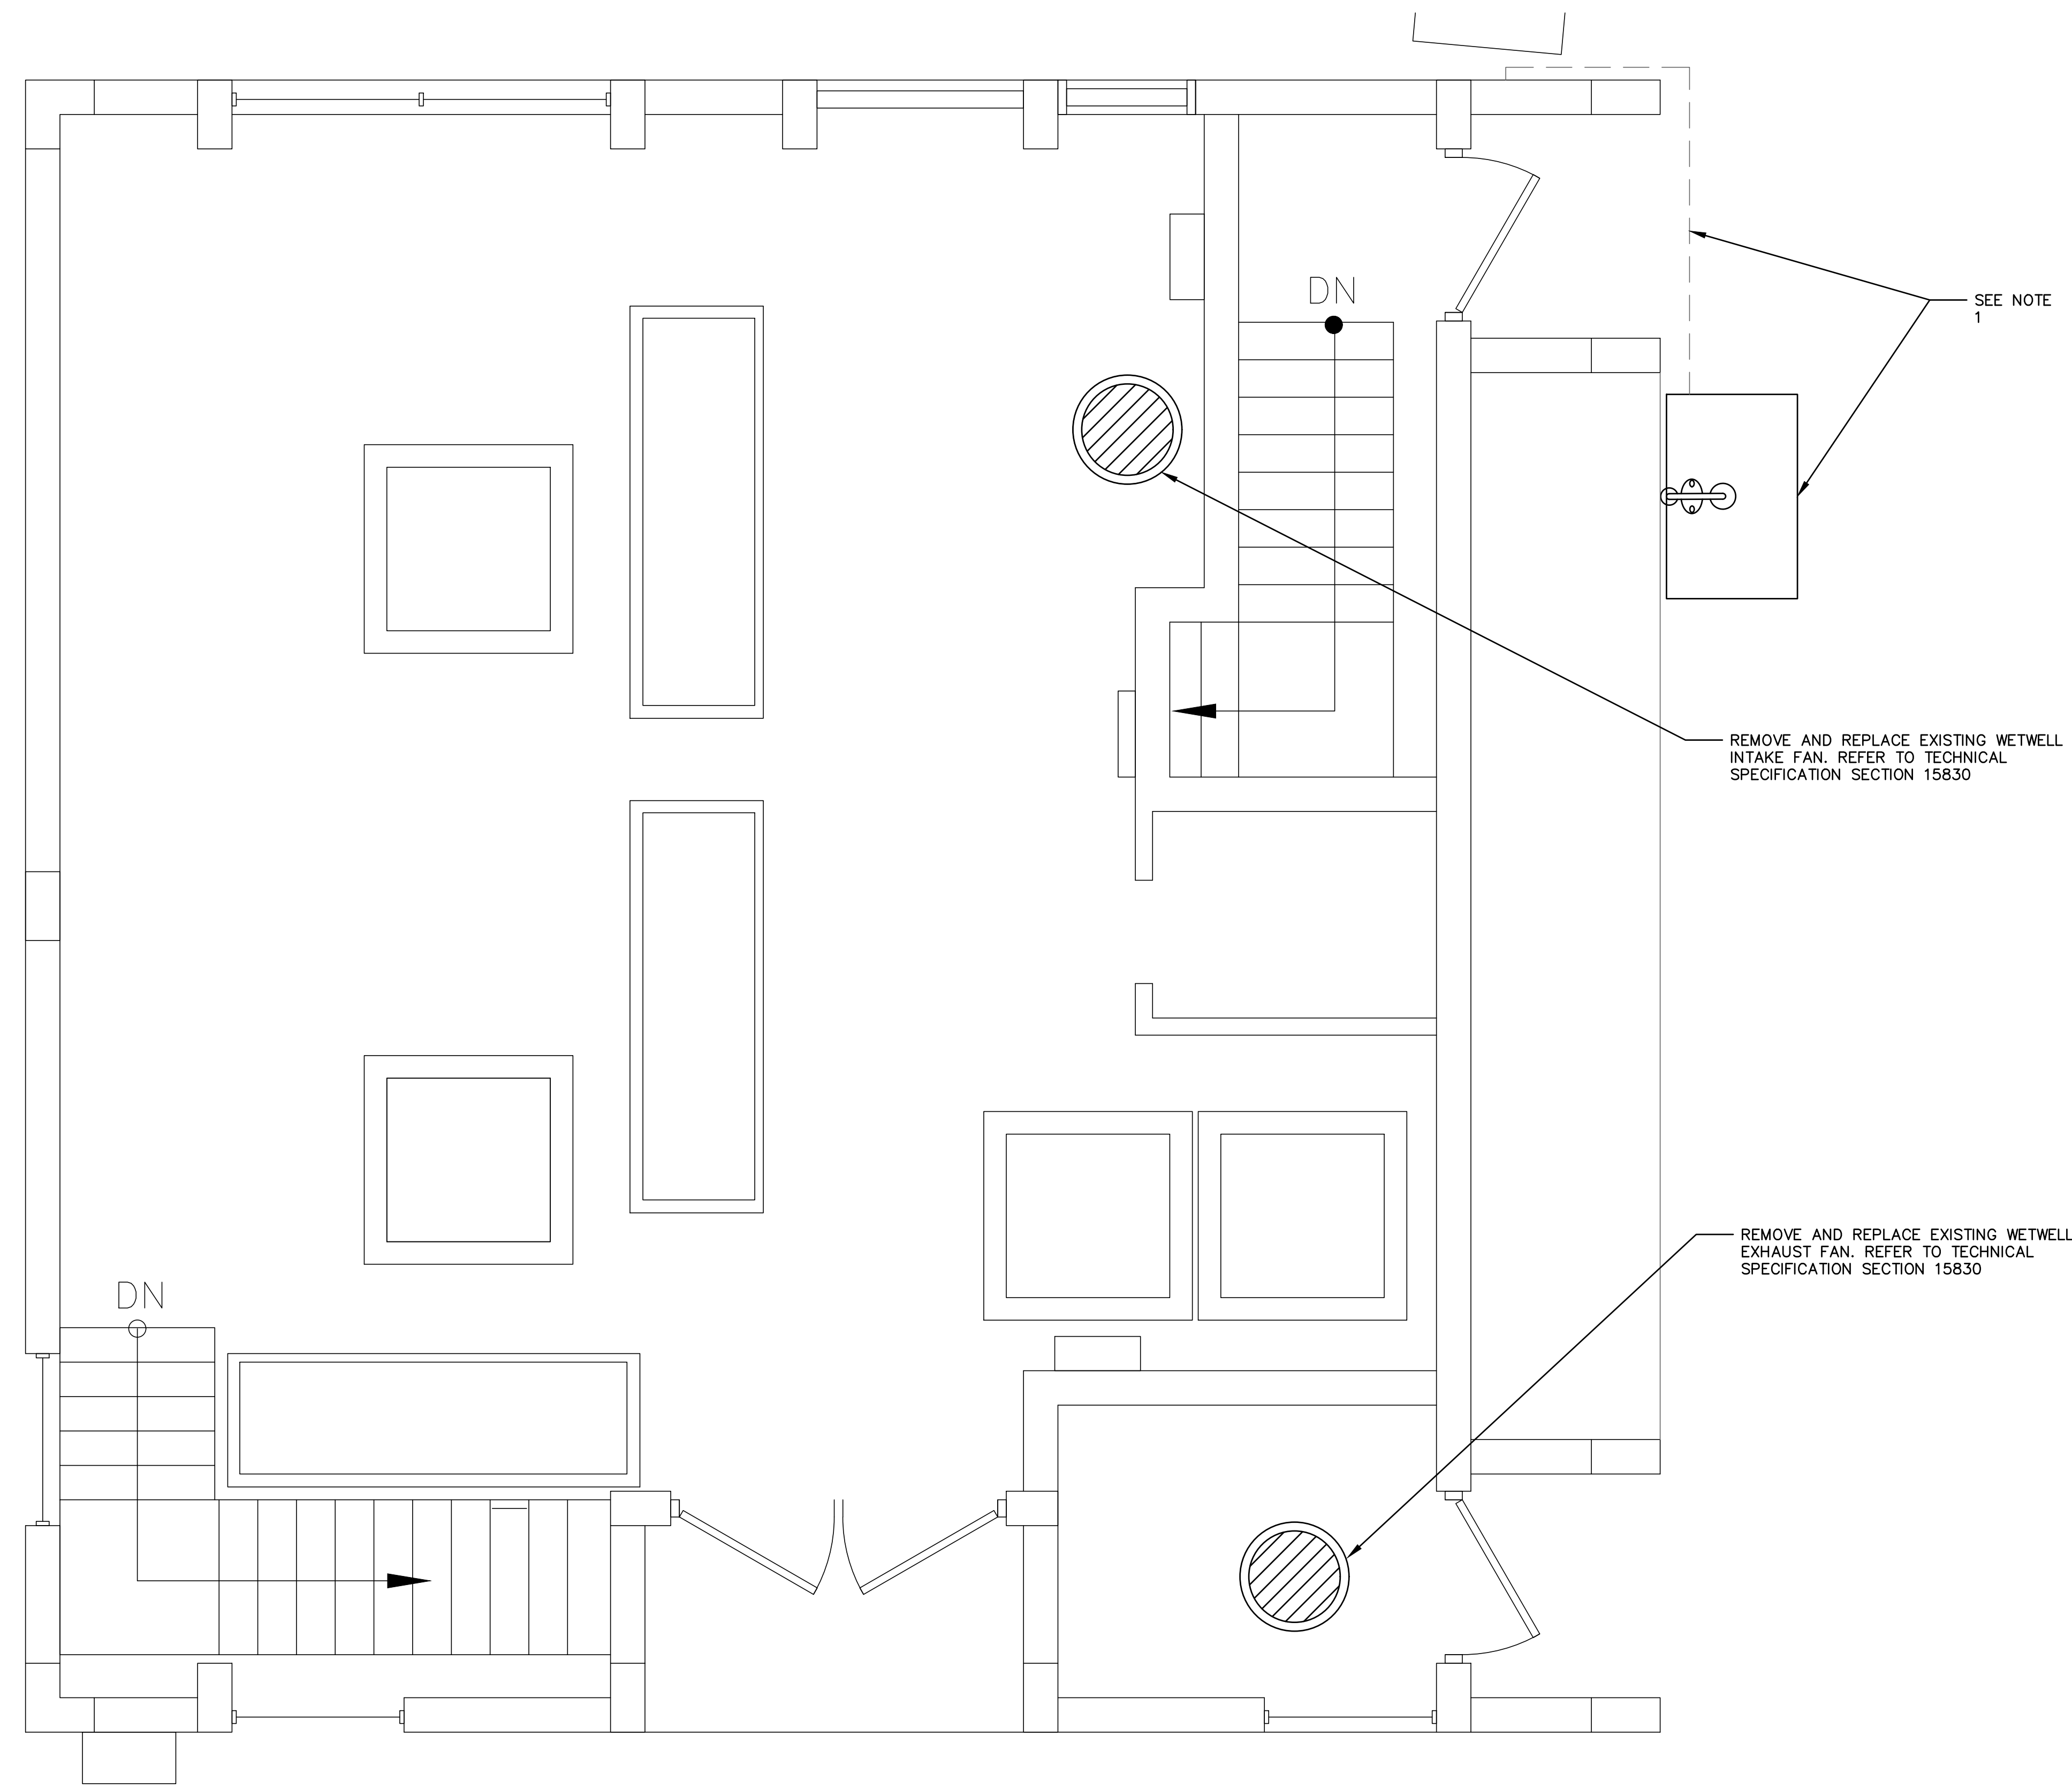 DN
SEE NOTE
1
REMOVE AND REPLACE EXISTING WETWELL
INTAKE FAN. REFER TO TECHNICAL
SPECIFICATION SECTION 15830
REMOVE AND REPLACE EXISTING WETWELL
EXHAUST FAN. REFER TO TECHNICAL
SPECIFICATION SECTION 15830
DN